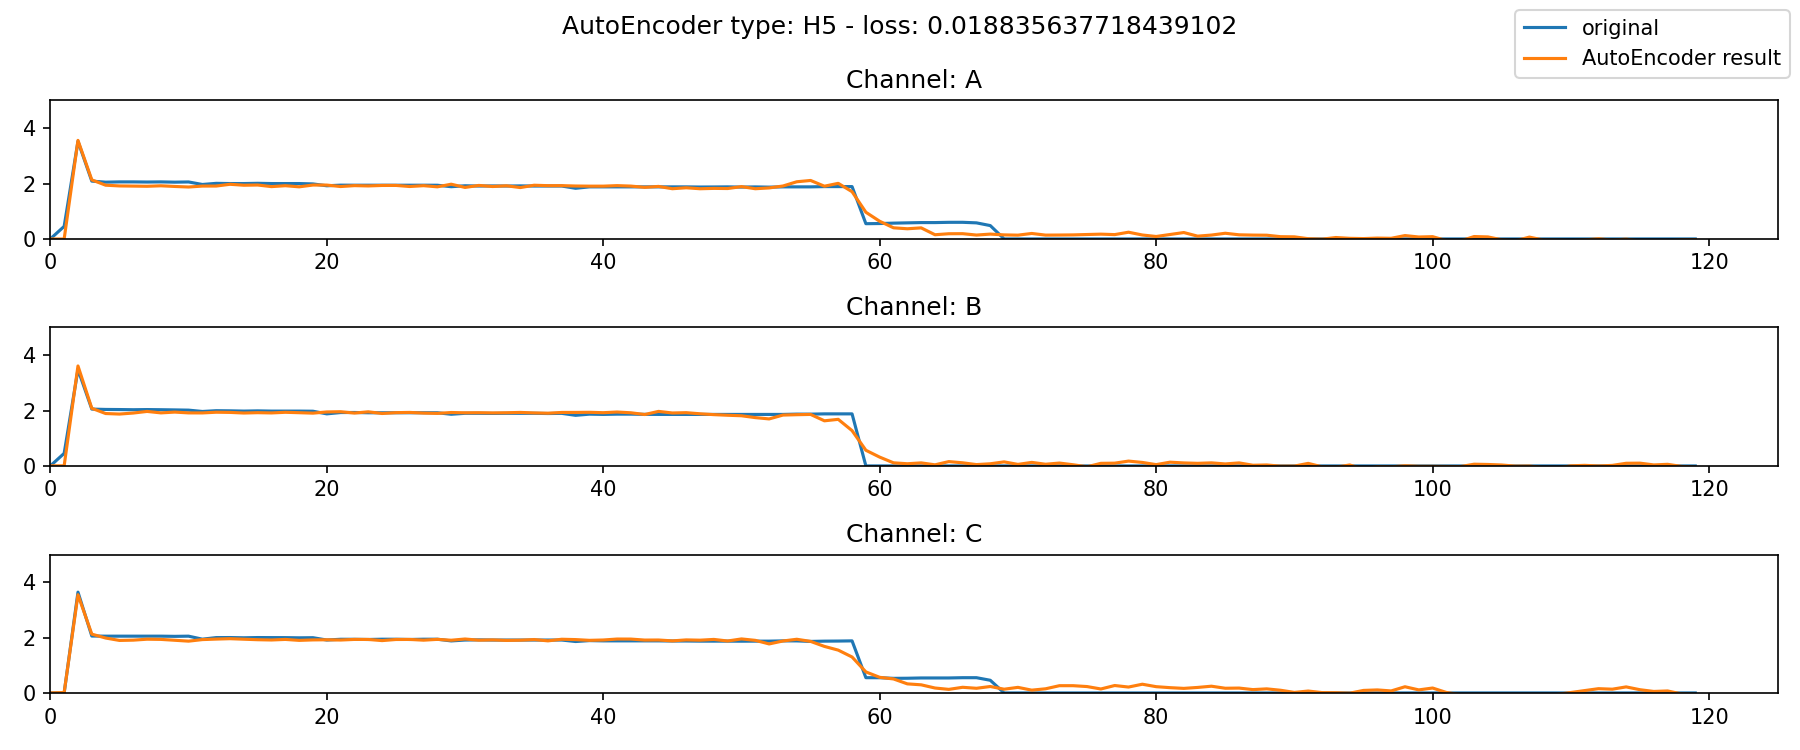 AutoEncoder type: H5 - loss: 0.018835637718439102
original
AutoEncoder result
Channel: A
4
2
0
0 20 40 60 80 100 120
Channel: B
4
2
0
0 20 40 60 80 100 120
Channel: C
4
2
0
0 20 40 60 80 100 120